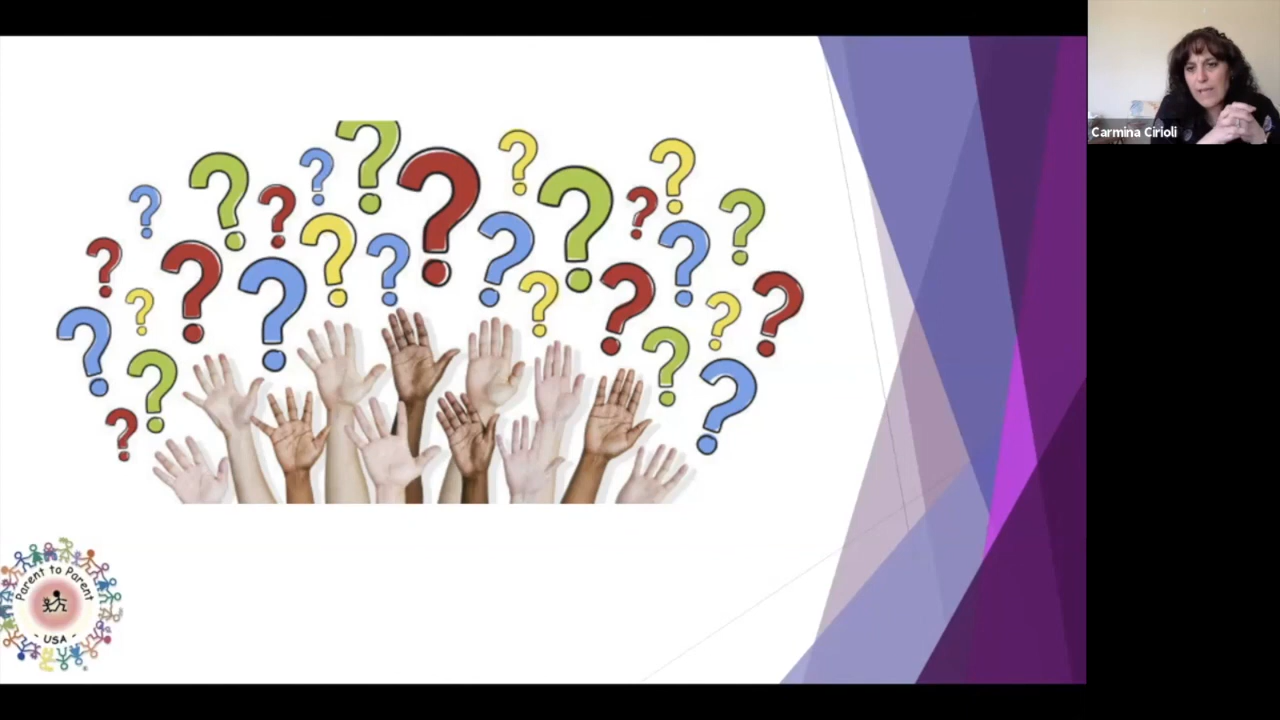 Carmina Cirioli
Parent to Parent
- USA -